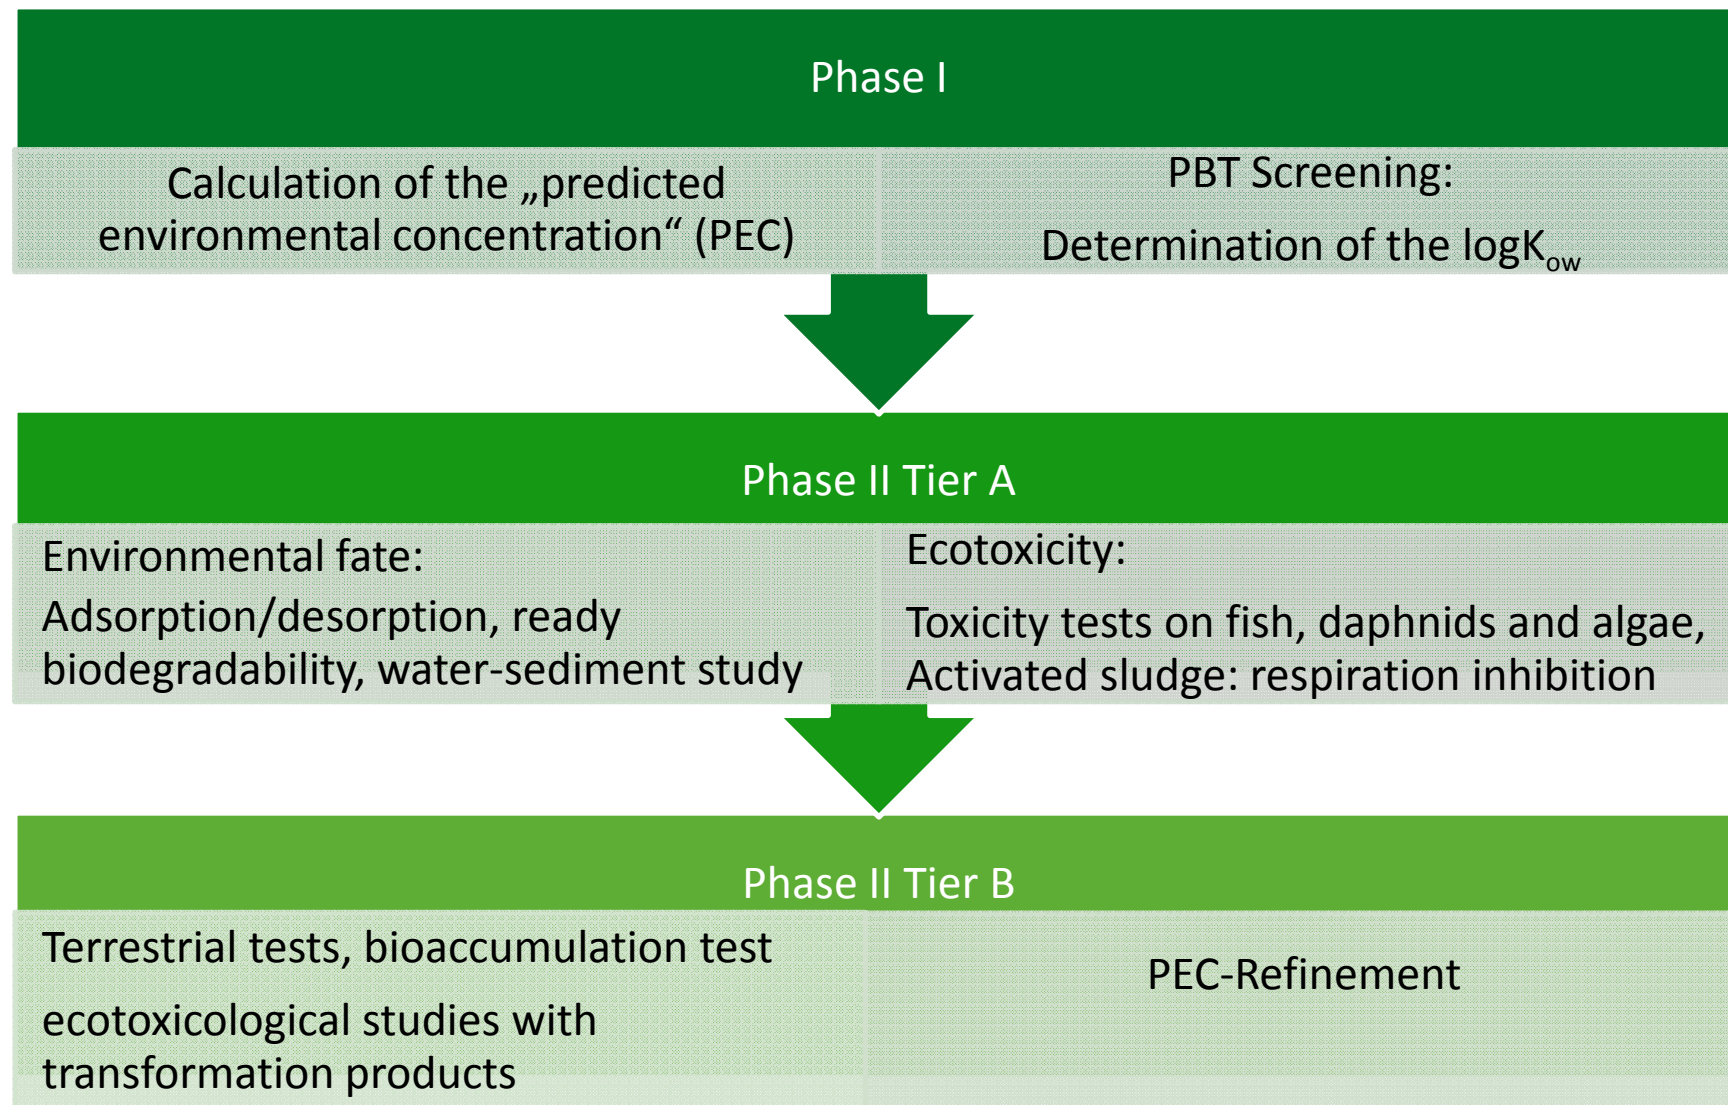 Phase I
Calculation of the „predicted
environmental concentration“ (PEC)
PBT Screening:
Determination of the logKow
Phase II Tier A
Environmental fate:
Adsorption/desorption, ready
biodegradability, water-sediment study
Ecotoxicity:
Toxicity tests on fish, daphnids and algae,
Activated sludge: respiration inhibition
Phase II Tier B
Terrestrial tests, bioaccumulation test
ecotoxicological studies with
transformation products
PEC-Refinement